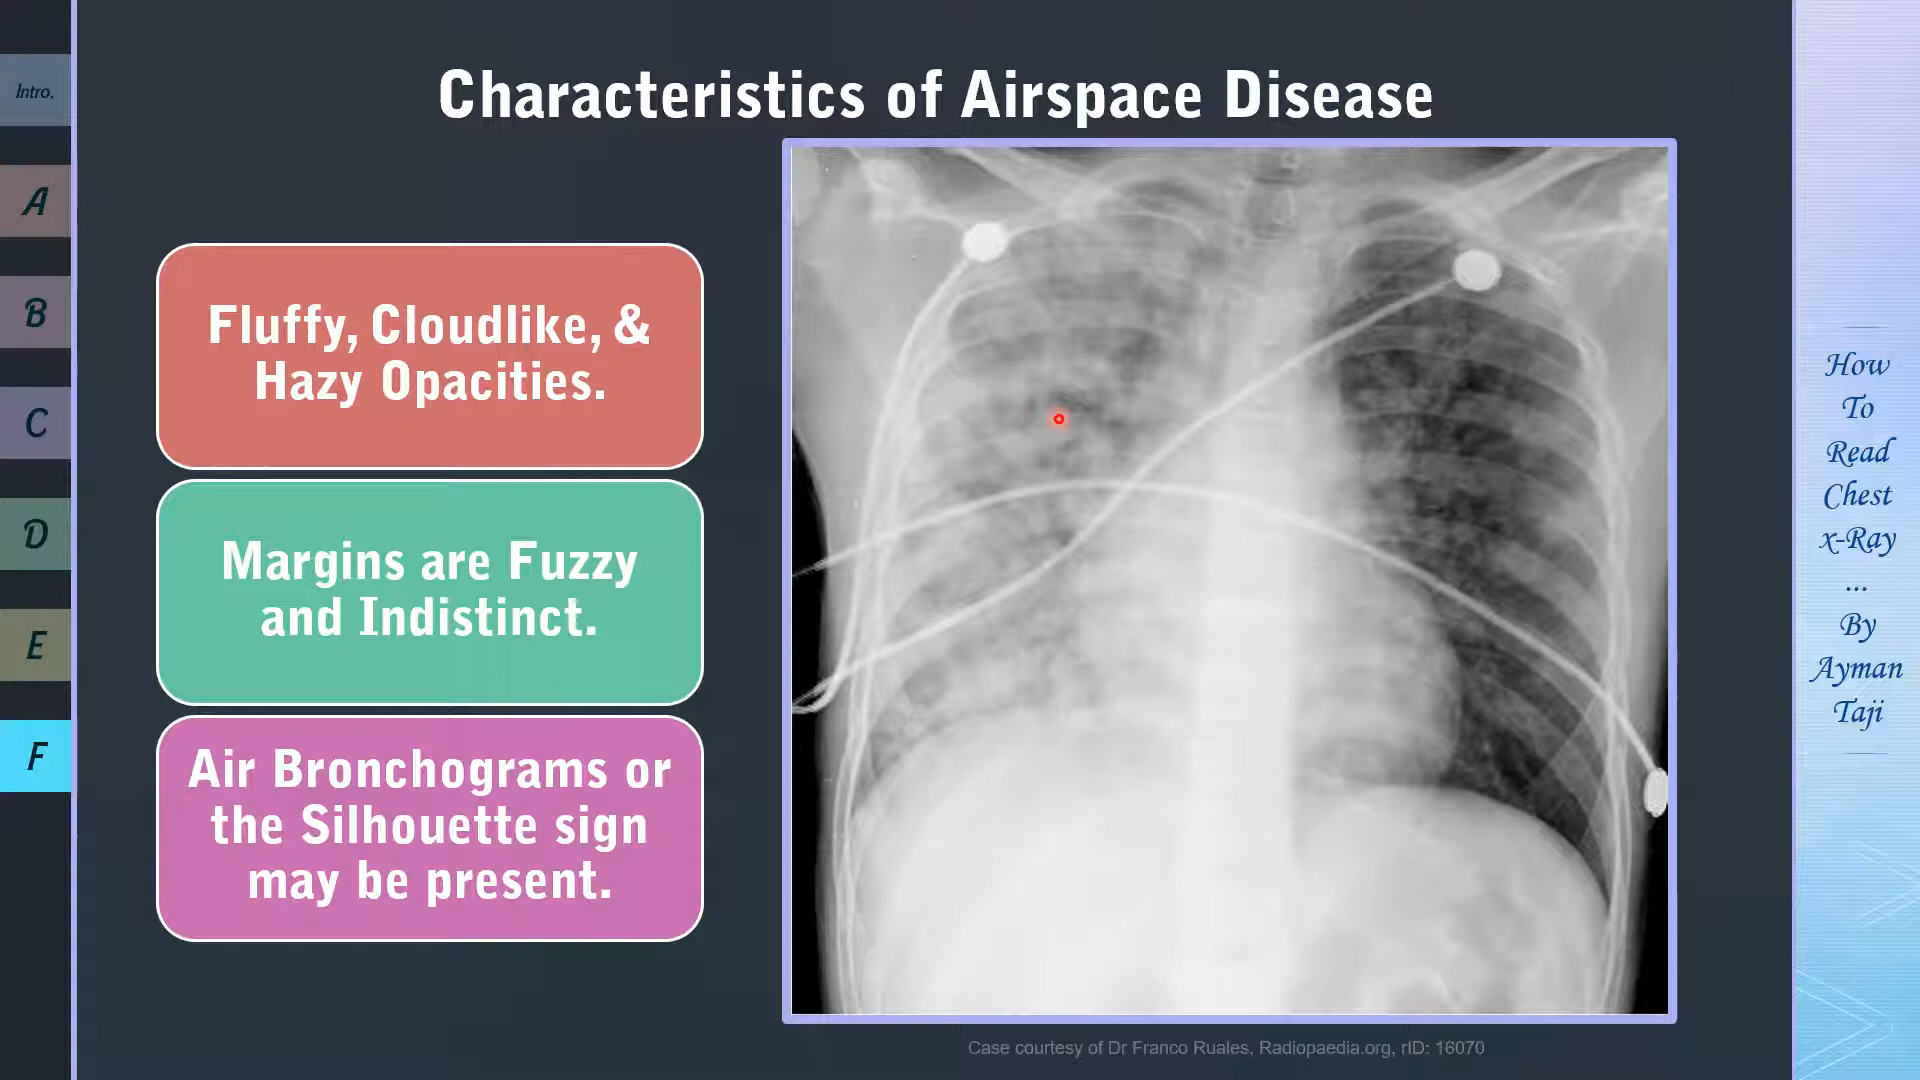 Intro.
A
B
C
D
E
F
Characteristics of Airspace Disease
Fluffy, Cloudlike, &
Hazy Opacities.
Margins are Fuzzy
and Indistinct.
Air Bronchograms or
the Silhouette sign
may be present.
Case courtesy of Dr Franco Ruales, Radiopaedia.org, rID: 16070
How
To
Read
Chest
x-Ray
...
By
Ayman
Taji